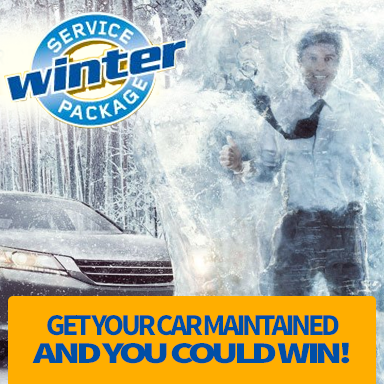 SERVICE
winter
PACKAGE
GET YOUR CAR MAINTAINED
AND YOU COULD WIN!